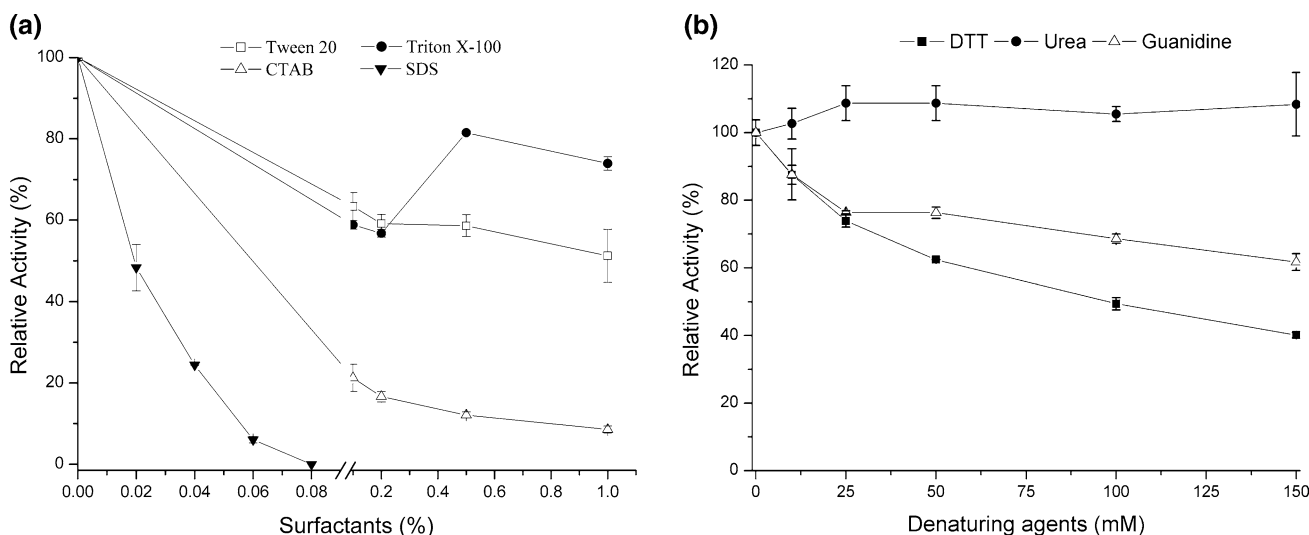 (a)
Tween 20 Triton X-100
CTAB SDS
100
80
60
40
20
0
Relative Activity (%)
0.00 0.02 0.04 0.06 0.08 0.2 0.4 0.6 0.8 1.0
Surfactants (%)
(b)
DTT Urea Guanidine
120
100
80
60
40
20
0
Relative Activity (%)
0 25 50 75 100 125 150
Denaturing agents (mM)